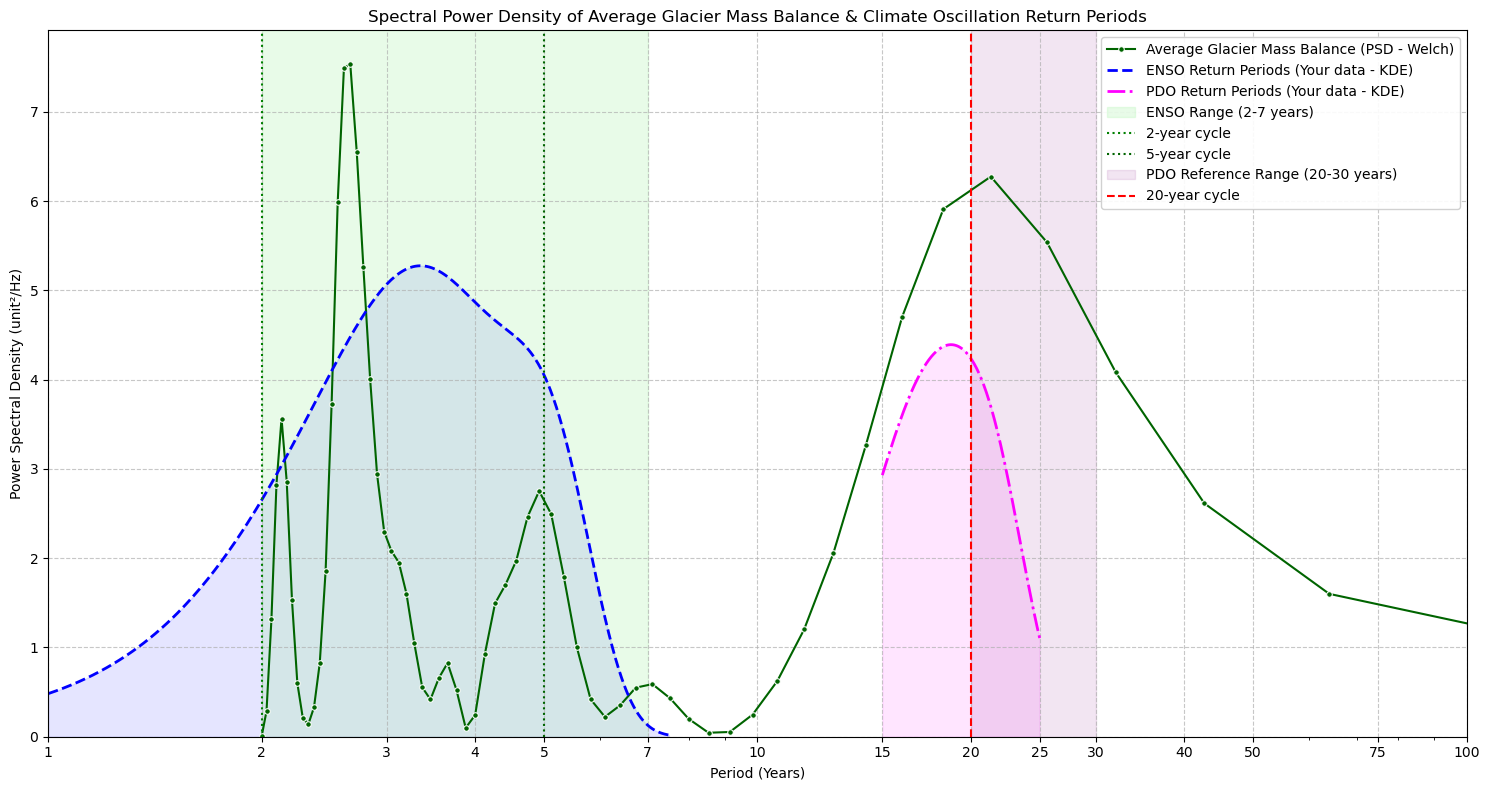 Spectral Power Density of Average Glacier Mass Balance & Climate Oscillation Return Periods
Average Glacier Mass Balance (PSD - Welch)
ENSO Return Periods (Your data - KDE)
PDO Return Periods (Your data - KDE)
ENSO Range (2-7 years)
2-year cycle
5-year cycle
PDO Reference Range (20-30 years)
20-year cycle
Power Spectral Density (unit²/Hz)
7
6
5
4
3
2
1
0
1 2 3 4 5 7 10 15 20 25 30 40 50 75 100
Period (Years)